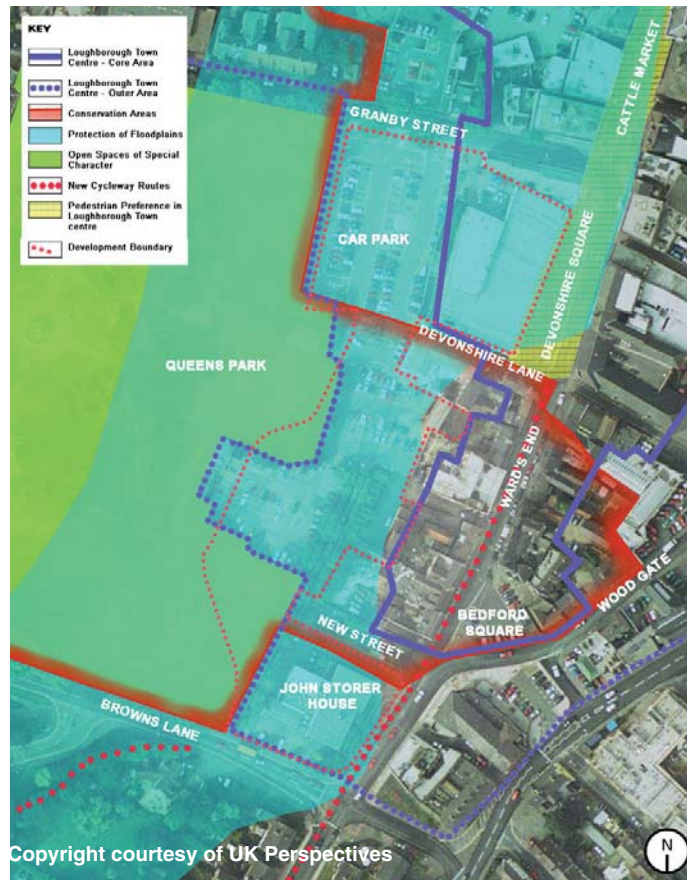 KEY
Loughborough Town
Centre - Core Area
Loughborough Town
Centre - Outer Area
Conservation Areas
Protection of Floodplains
Open Spaces of Special
Character
New Cycleway Routes
Pedestrian Preference in
Loughborough Town
centre
Development Boundary
CATTLE MARKET
GRANBY STREET
CAR PARK
DEVONSHIRE SQUARE
DEVONSHIRE LANE
QUEENS PARK
WARD'S END
WOOD GATE
BEDFORD
SQUARE
NEW STREET
JOHN STORER
HOUSE
BROWNS LANE
Copyright courtesy of UK Perspectives
N